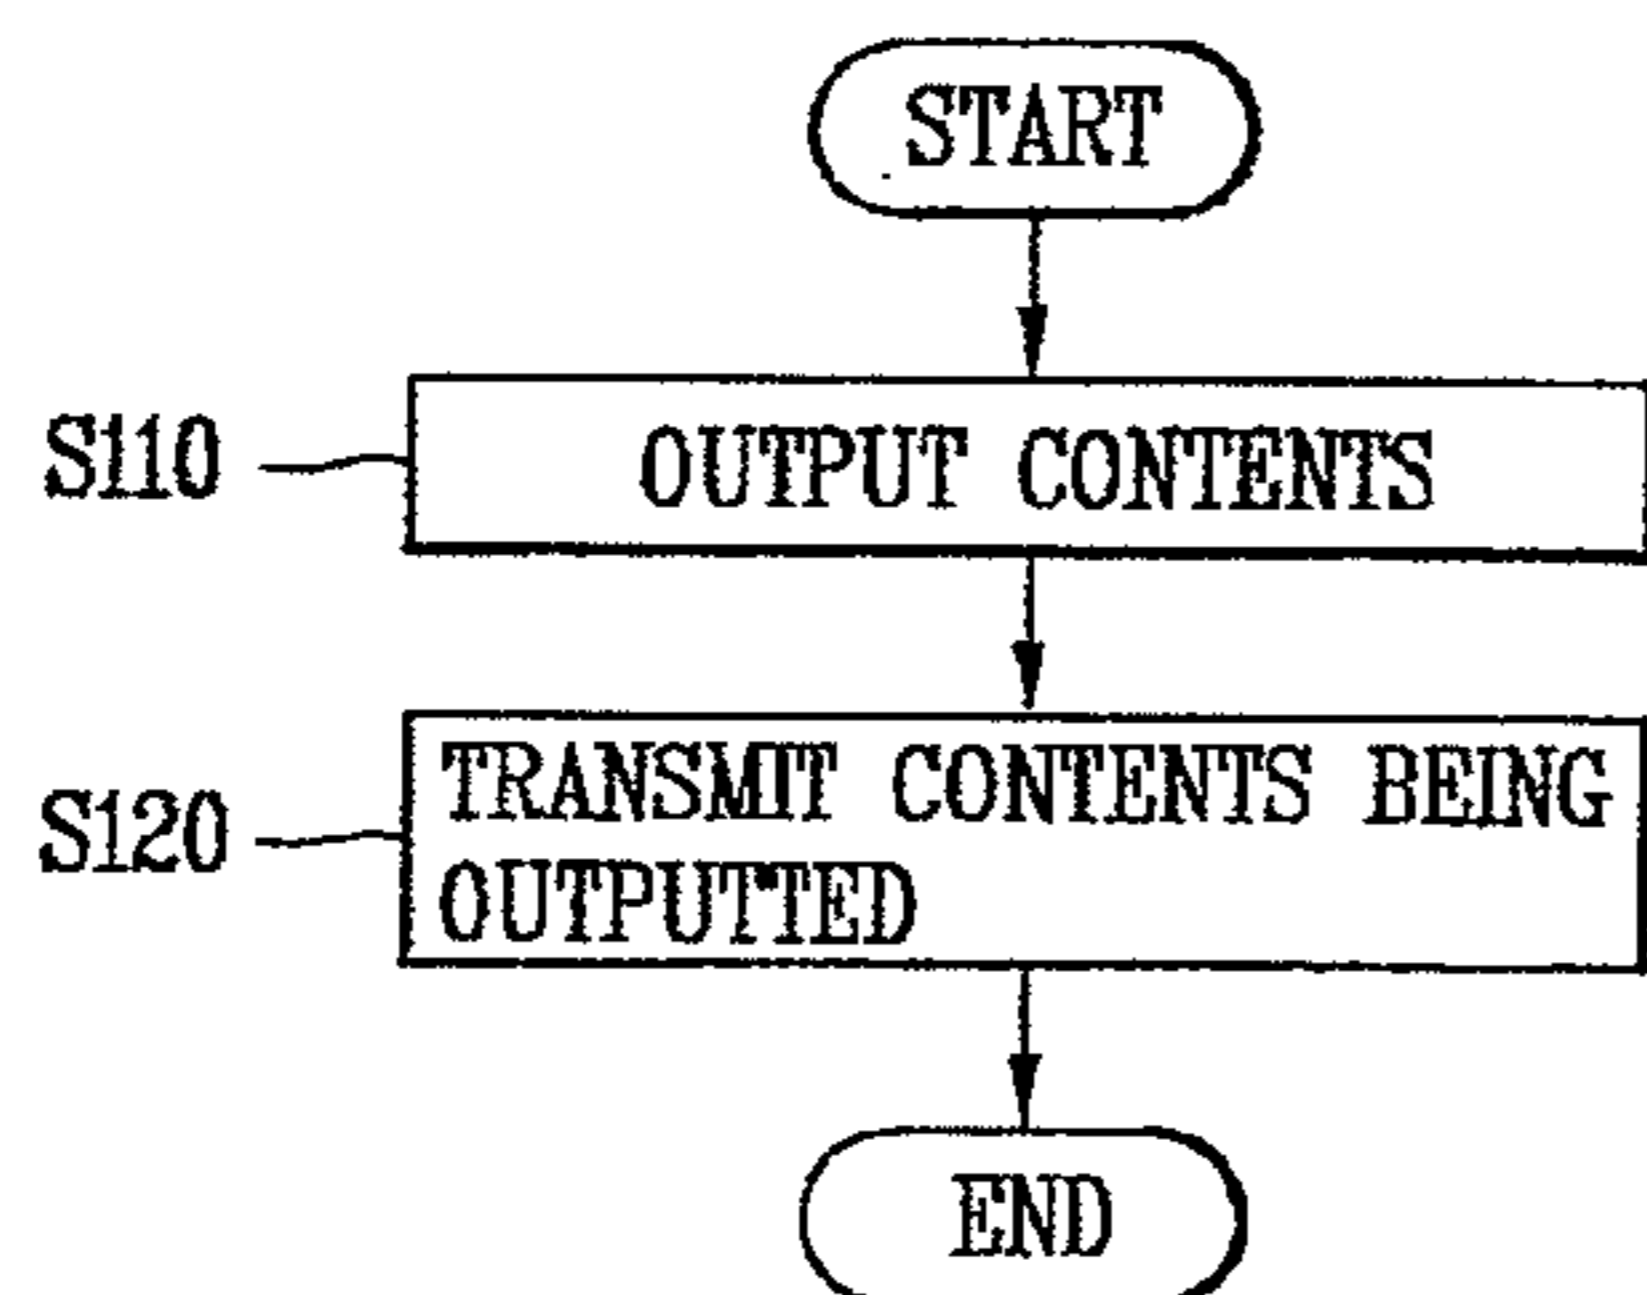 START
S110
OUTPUT CONTENTS
S120
TRANSMIT CONTENTS BEING
OUTPUTTED
END